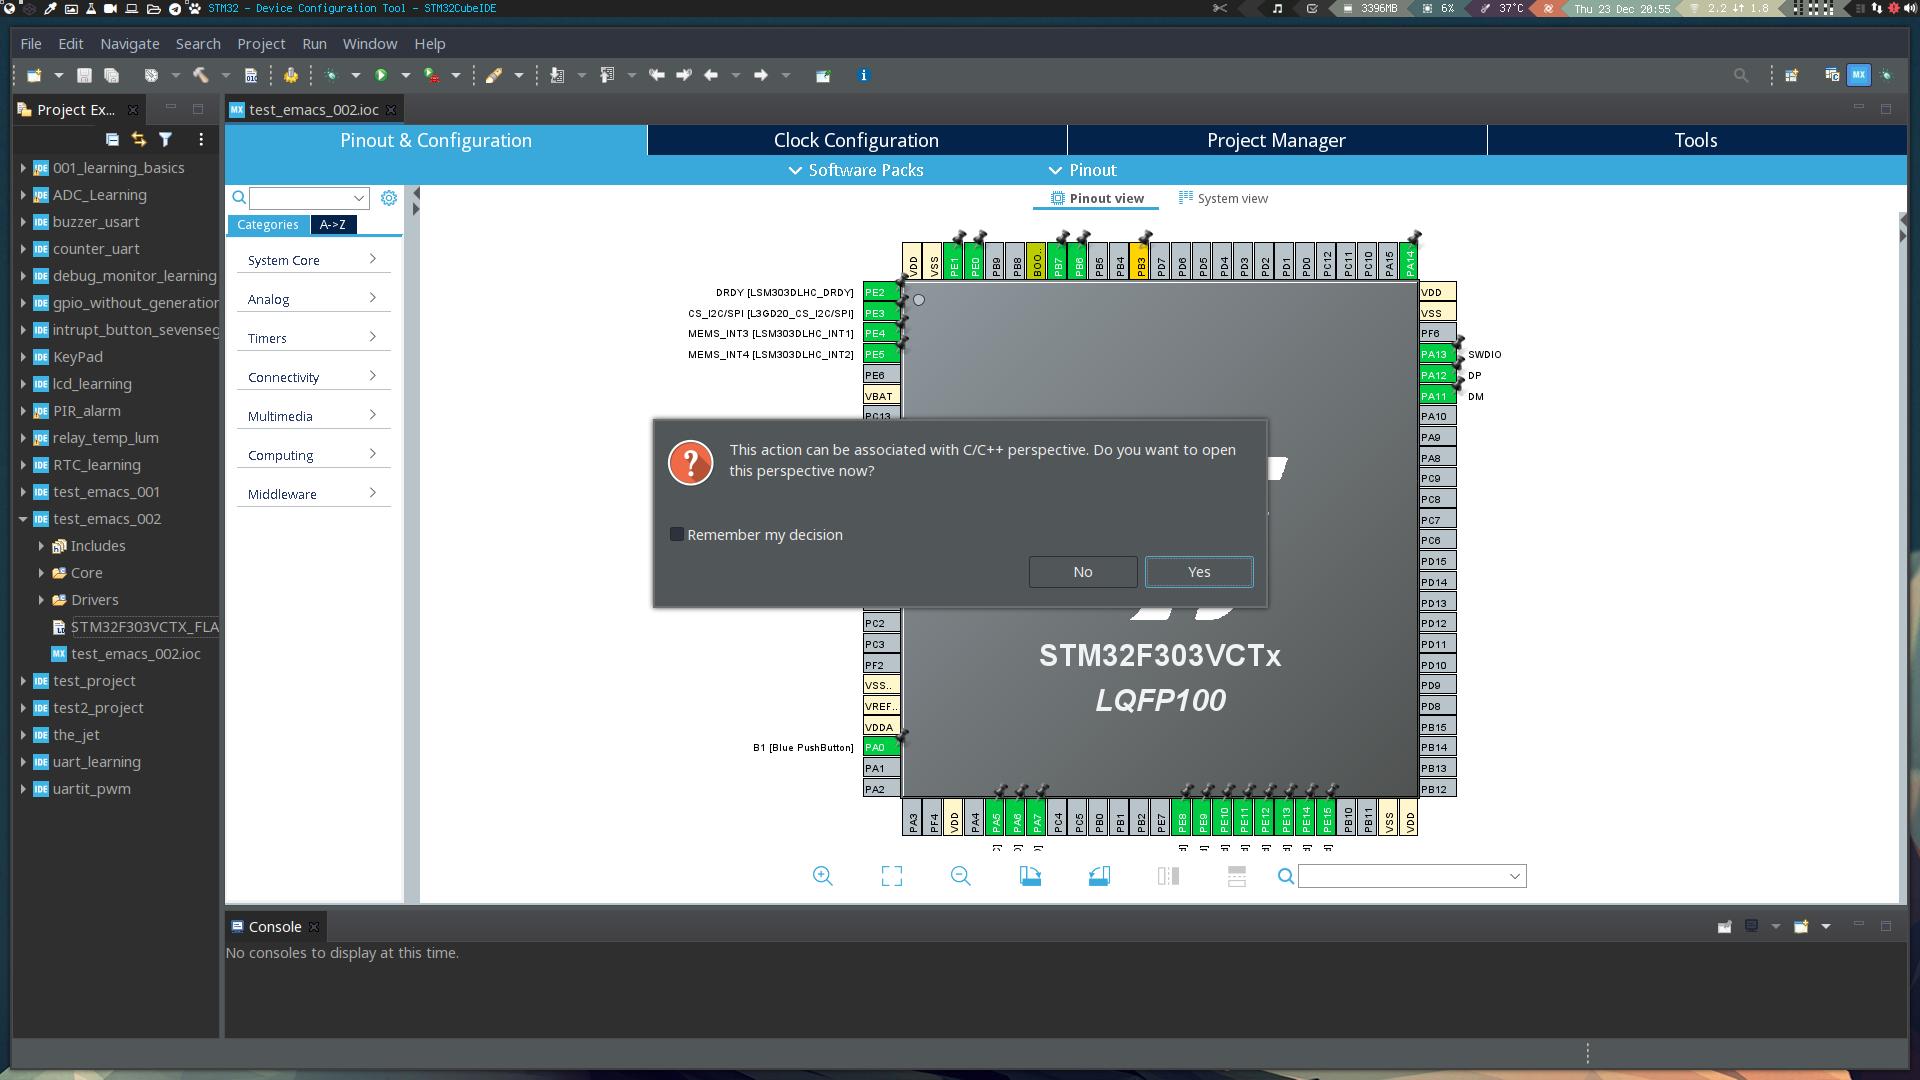 STM32 - Device Configuration Tool - STM32CubeIDE
3396MB
6%
37°C
Thu 23 Dec 20:55
2.2 ↓↑ 1.8
File Edit Navigate Search Project Run Window Help
Project Ex...
test_emacs_002.ioc
Pinout & Configuration
Clock Configuration
Project Manager
Tools
Software Packs
Pinout
Pinout view
System view
Categories
A->Z
System Core
Analog
Timers
Connectivity
Multimedia
Computing
Middleware
001_learning_basics
ADC_Learning
buzzer_usart
counter_uart
debug_monitor_learning
gpio_without_generation
intrupt_button_sevenseg
KeyPad
lcd_learning
PIR_alarm
relay_temp_lum
RTC_learning
test_emacs_001
test_emacs_002
Includes
Core
Drivers
STM32F303VCTX_FLA
test_emacs_002.ioc
test_project
test2_project
the_jet
uart_learning
uartit_pwm
VDD VSS PE1 PE0 PB9 PB8 BOO.. PB7 PB6 PB5 PB4 PB3 PD7 PD6 PD5 PD4 PD3 PD2 PD1 PD0 PC12 PC11 PC10 PA15 PA14
DRDY [LSM303DLHC_DRDY] PE2
CS_I2C/SPI [L3GD20_CS_I2C/SPI] PE3
MEMS_INT3 [LSM303DLHC_INT1] PE4
MEMS_INT4 [LSM303DLHC_INT2] PE5
PE6
VBAT
PC13
PC2
PC3
PF2
VSS..
VREF..
VDDA
B1 [Blue PushButton] PA0
PA1
PA2
VDD
VSS
PF6
PA13 SWDIO
PA12 DP
PA11 DM
PA10
PA9
PA8
PC9
PC8
PC7
PC6
PD15
PD14
PD13
PD12
PD11
PD10
PD9
PD8
PB15
PB14
PB13
PB12
This action can be associated with C/C++ perspective. Do you want to open
this perspective now?
Remember my decision
No
Yes
STM32F303VCTx
LQFP100
PA3 PF4 VDD PA4 PA5 PA6 PA7 PC4 PC5 PB0 PB1 PB2 PE7 PE8 PE9 PE10 PE11 PE12 PE13 PE14 PE15 PB10 PB11 VSS VDD
Console
No consoles to display at this time.